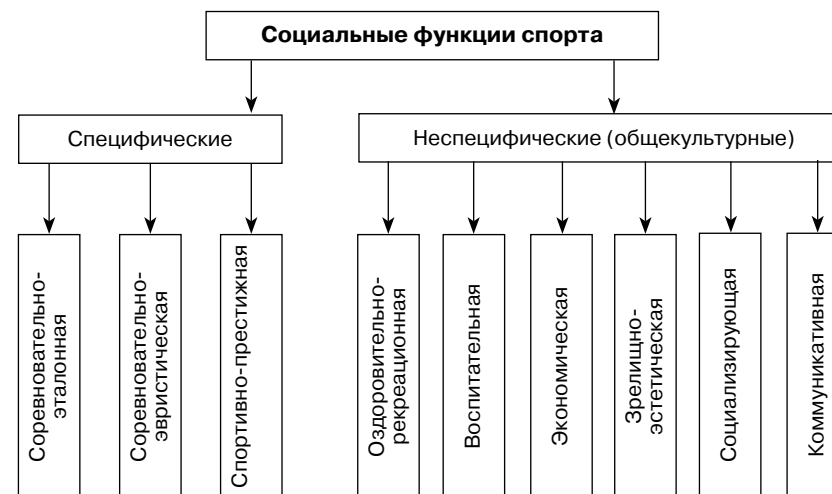 Социальные функции спорта
Специфические
Неспецифические (общекультурные)
Соревновательно-
эталонная
Соревновательно-
эвристическая
Спортивно-престижная
Оздоровительно-
рекреационная
Воспитательная
Экономическая
Зрелищно-
эстетическая
Социализирующая
Коммуникативная